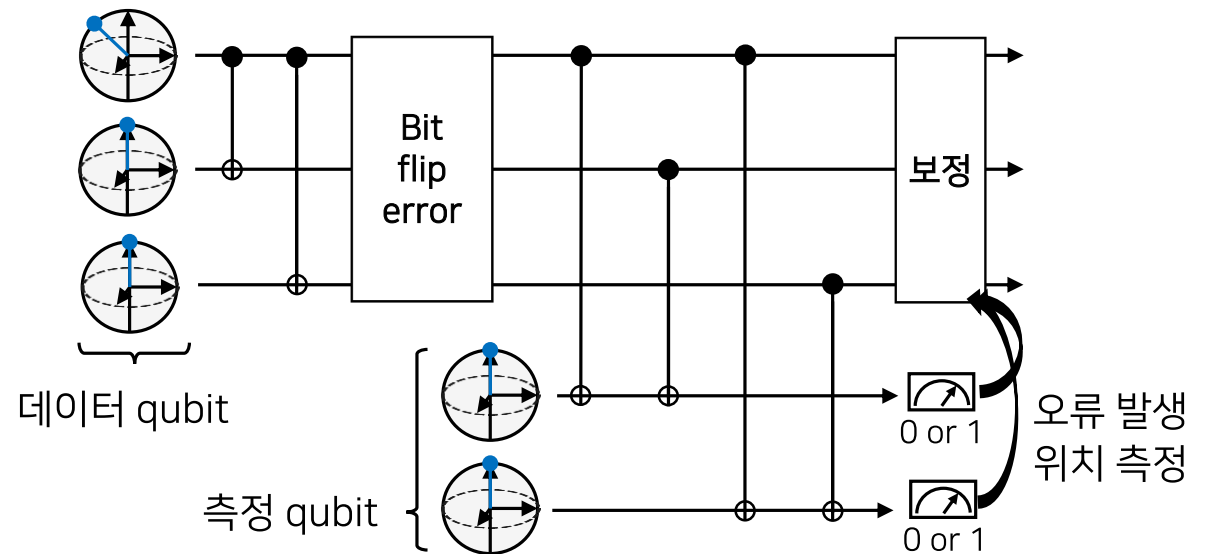 Bit
flip
error
보정
데이터 qubit
측정 qubit
0 or 1
오류 발생
위치 측정
0 or 1